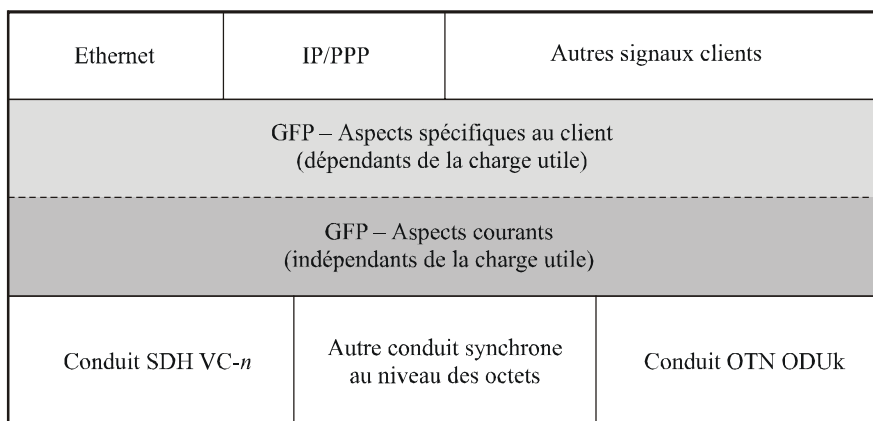 Ethernet
IP/PPP
Autres signaux clients
GFP – Aspects spécifiques au client
(dépendants de la charge utile)
GFP – Aspects courants
(indépendants de la charge utile)
Conduit SDH VC-n
Autre conduit synchrone
au niveau des octets
Conduit OTN ODUk